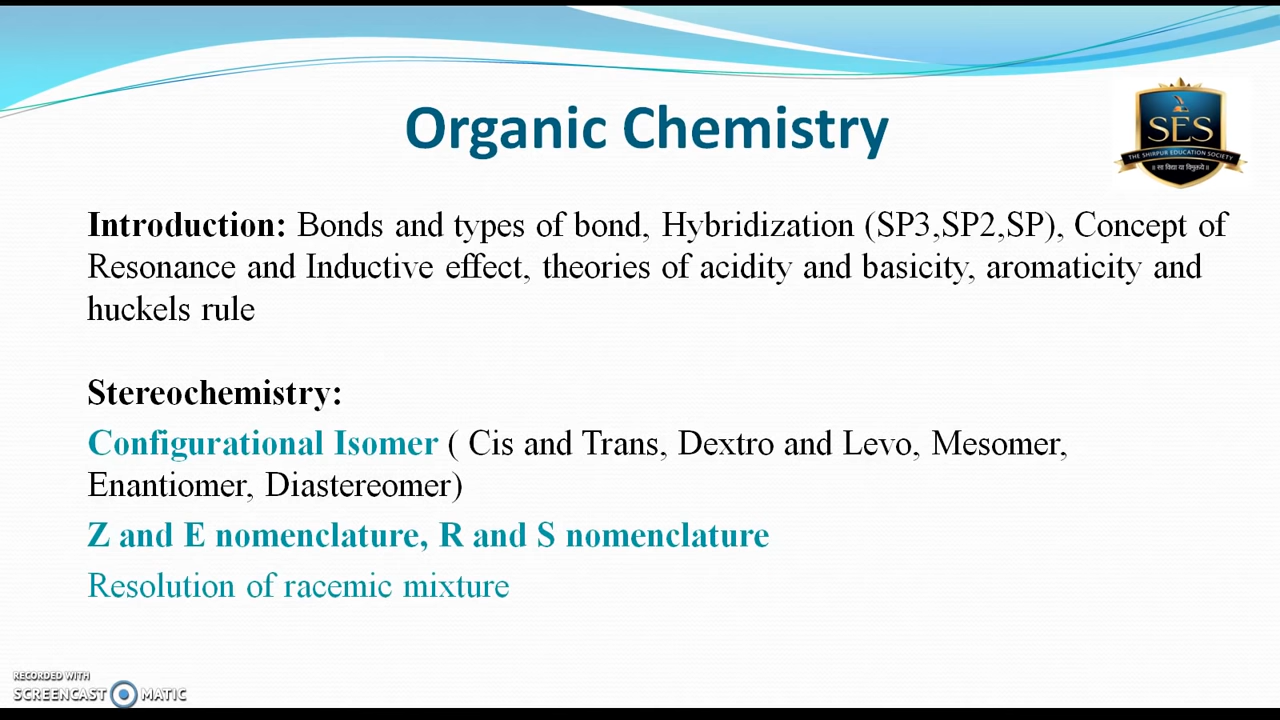 Organic Chemistry
SES
THE SHIRPUR EDUCATION SOCIETY
॥ सा विद्या या विमुक्तये ॥
Introduction: Bonds and types of bond, Hybridization (SP3,SP2,SP), Concept of
Resonance and Inductive effect, theories of acidity and basicity, aromaticity and
huckels rule
Stereochemistry:
Configurational Isomer ( Cis and Trans, Dextro and Levo, Mesomer,
Enantiomer, Diastereomer)
Z and E nomenclature, R and S nomenclature
Resolution of racemic mixture
RECORDED WITH
SCREENCAST MATIC